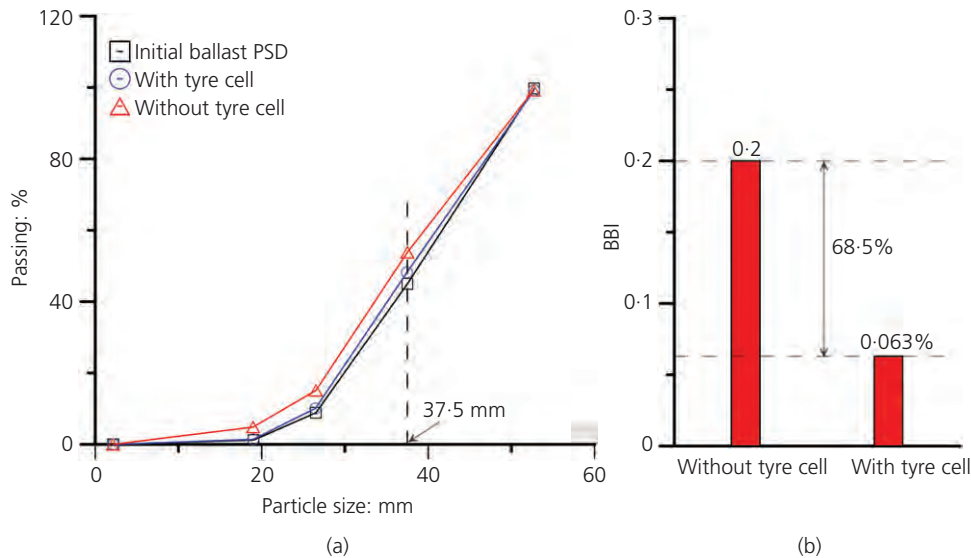 120
Initial ballast PSD
With tyre cell
Without tyre cell
80
Passing: %
40
37·5 mm
0
0 20 40 60
Particle size: mm
(a)
0·3
0·2
0·2
BBI
68·5%
0·1
0·063%
0
Without tyre cell With tyre cell
(b)